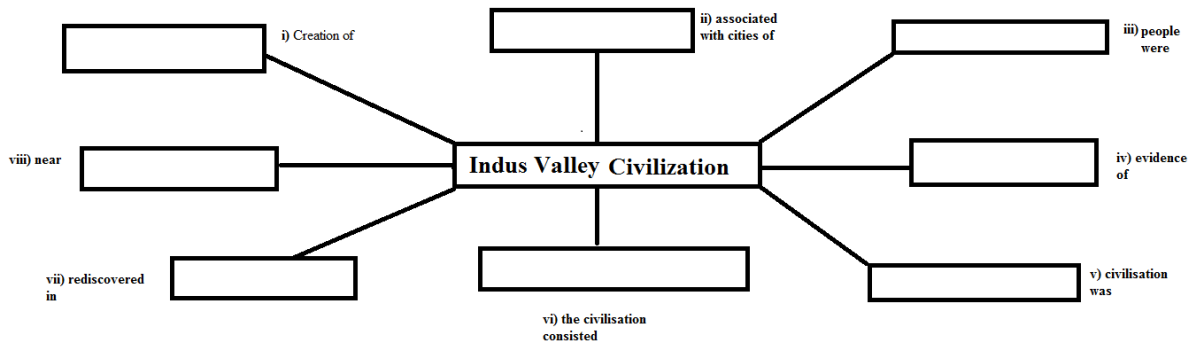 i) Creation of
ii) associated
with cities of
iii) people
were
viii) near
Indus Valley Civilization
iv) evidence
of
vii) rediscovered
in
vi) the civilisation
consisted
v) civilisation
was